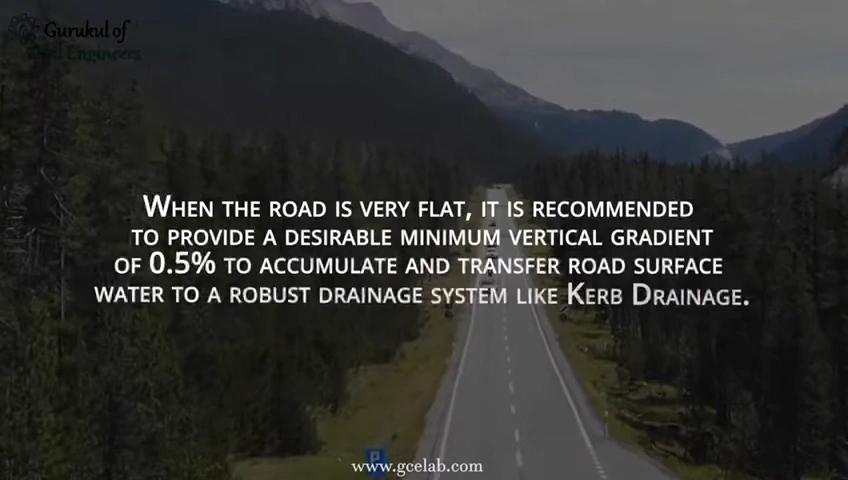 Gurukul of
Civil Engineers
When the road is very flat, it is recommended
to provide a desirable minimum vertical gradient
of 0.5% to accumulate and transfer road surface
water to a robust drainage system like Kerb Drainage.
P
www.gcelab.com